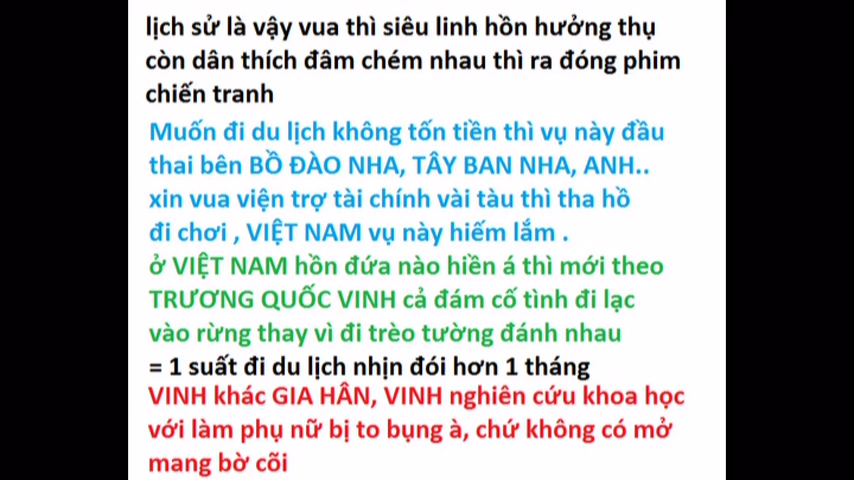 lịch sử là vậy vua thì siêu linh hồn hưởng thụ
còn dân thích đâm chém nhau thì ra đóng phim
chiến tranh
Muốn đi du lịch không tốn tiền thì vụ này đầu
thai bên BỒ ĐÀO NHA, TÂY BAN NHA, ANH..
xin vua viện trợ tài chính vài tàu thì tha hồ
đi chơi , VIỆT NAM vụ này hiếm lắm .
ở VIỆT NAM hồn đứa nào hiền á thì mới theo
TRƯƠNG QUỐC VINH cả đám cố tình đi lạc
vào rừng thay vì đi trèo tường đánh nhau
= 1 suất đi du lịch nhịn đói hơn 1 tháng
VINH khác GIA HÂN, VINH nghiên cứu khoa học
với làm phụ nữ bị to bụng à, chứ không có mở
mang bờ cõi